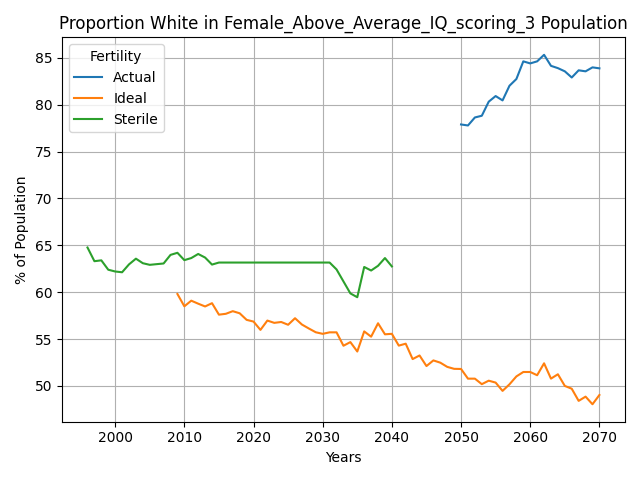 Proportion White in Female_Above_Average_IQ_scoring_3 Population
Fertility
Actual
Ideal
Sterile
% of Population
85
80
75
70
65
60
55
50
2000
2010
2020
2030
2040
2050
2060
2070
Years